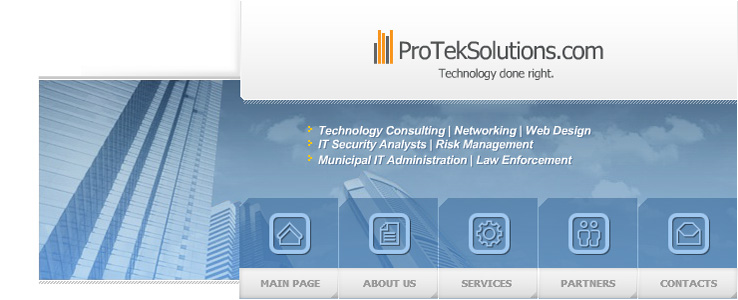 ProTekSolutions.com
Technology done right.
Technology Consulting | Networking | Web Design
IT Security Analysts | Risk Management
Municipal IT Administration | Law Enforcement
MAIN PAGE ABOUT US SERVICES PARTNERS CONTACTS